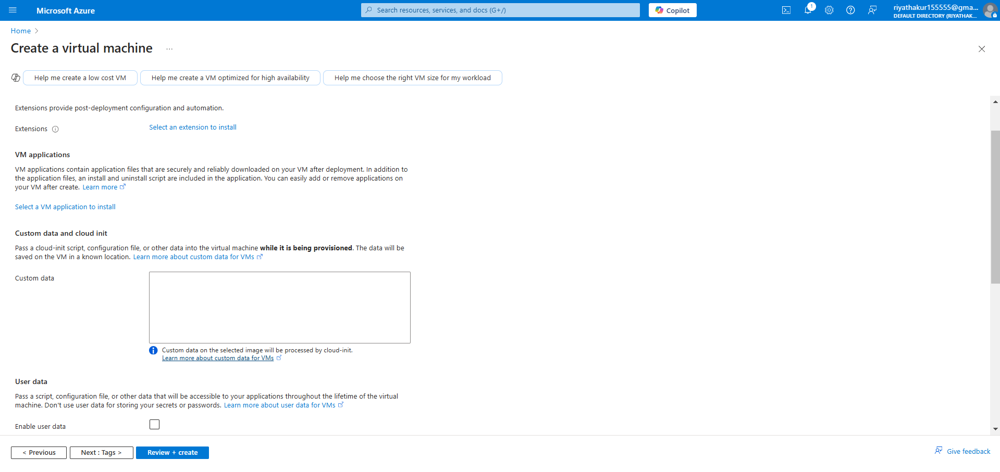 Microsoft Azure
Search resources, services, and docs (G+/)
Copilot
1
riyathakur155555@gma...
DEFAULT DIRECTORY (RIYATHAK...
Home
Create a virtual machine
...
Help me create a low cost VM
Help me create a VM optimized for high availability
Help me choose the right VM size for my workload
Extensions provide post-deployment configuration and automation.
Extensions
Select an extension to install
VM applications
VM applications contain application files that are securely and reliably downloaded on your VM after deployment. In addition to
the application files, an install and uninstall script are included in the application. You can easily add or remove applications on
your VM after create. Learn more
Select a VM application to install
Custom data and cloud init
Pass a cloud-init script, configuration file, or other data into the virtual machine while it is being provisioned. The data will be
saved on the VM in a known location. Learn more about custom data for VMs
Custom data
Custom data on the selected image will be processed by cloud-init.
Learn more about custom data for VMs
User data
Pass a script, configuration file, or other data that will be accessible to your applications throughout the lifetime of the virtual
machine. Don't use user data for storing your secrets or passwords. Learn more about user data for VMs
Enable user data
< Previous
Next : Tags >
Review + create
Give feedback